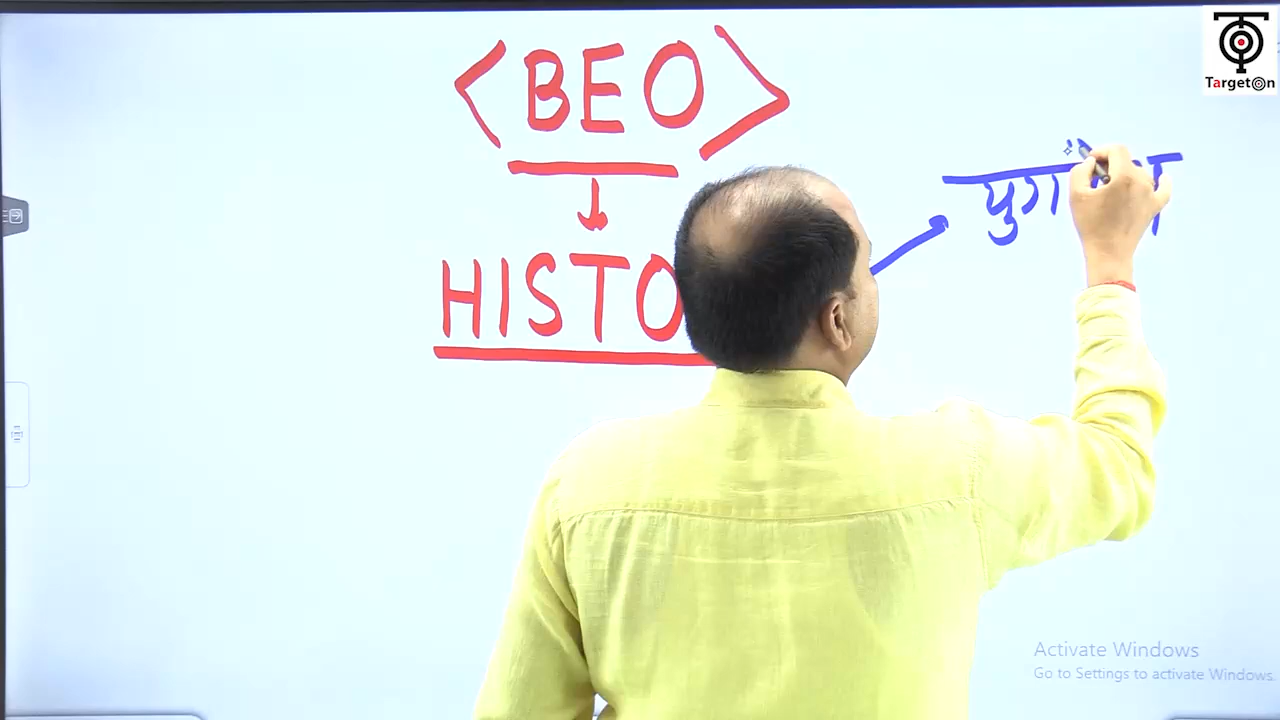 <BEO>
HISTO
युग
TargetOn
Activate Windows
Go to Settings to activate Windows.